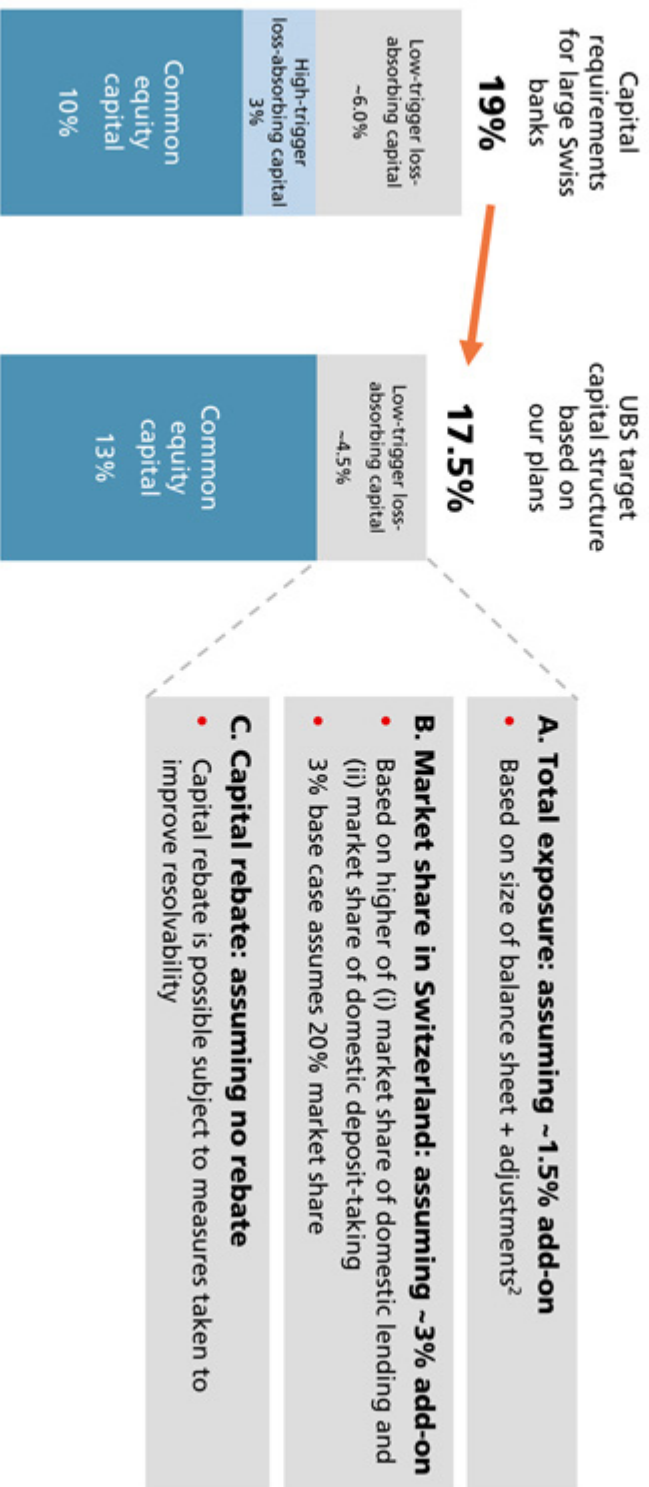 Capital
requirements
for large Swiss
banks
19%
Low-trigger loss-
absorbing capital
~6.0%
High-trigger
loss-absorbing capital
3%
Common
equity
capital
10%
UBS target
capital structure
based on
our plans
17.5%
Low-trigger loss-
absorbing capital
~4.5%
Common
equity
capital
13%
A. Total exposure: assuming ~1.5% add-on
• Based on size of balance sheet + adjustments²
B. Market share in Switzerland: assuming ~3% add-on
• Based on higher of (i) market share of domestic lending and
(ii) market share of domestic deposit-taking
• 3% base case assumes 20% market share
C. Capital rebate: assuming no rebate
• Capital rebate is possible subject to measures taken to
improve resolvability